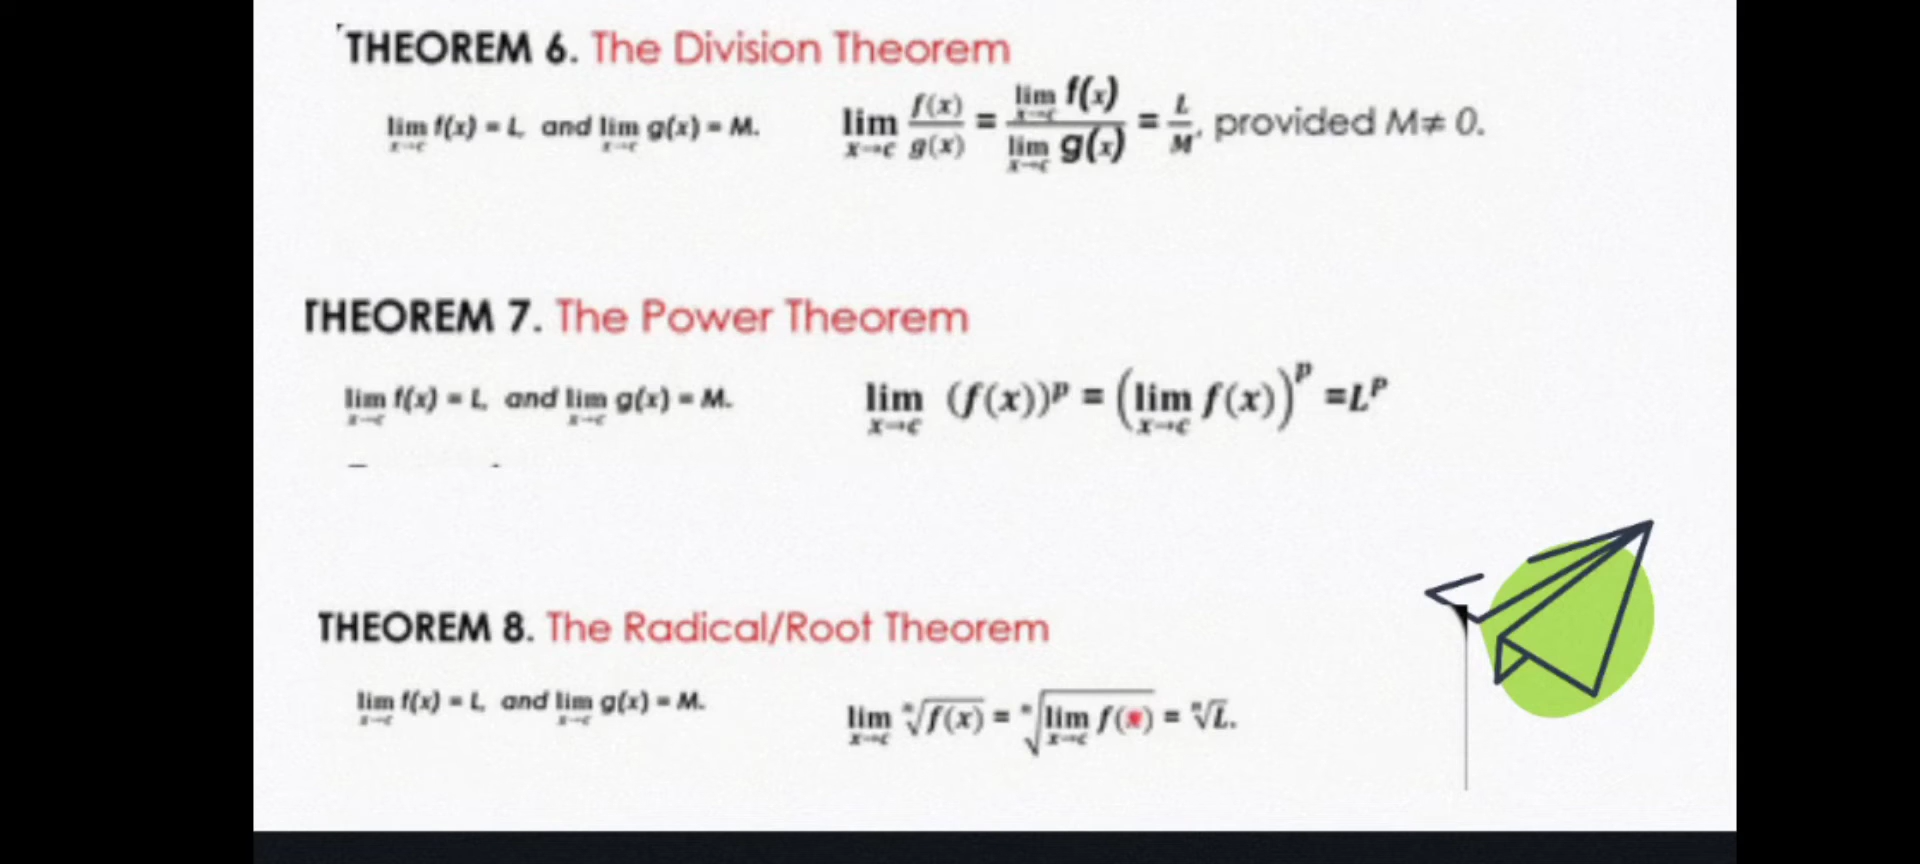 THEOREM 6. The Division Theorem
lim x→c f(x) = L, and lim x→c g(x) = M. lim x→c f(x)/g(x) = lim x→c f(x) / lim x→c g(x) = L/M, provided M≠ 0.
THEOREM 7. The Power Theorem
lim x→c f(x) = L, and lim x→c g(x) = M. lim x→c (f(x))^p = (lim x→c f(x))^p =L^P
THEOREM 8. The Radical/Root Theorem
lim x→c f(x) = L, and lim x→c g(x) = M. lim x→c ⁿ√f(x) = ⁿ√lim x→c f(x) = ⁿ√L.